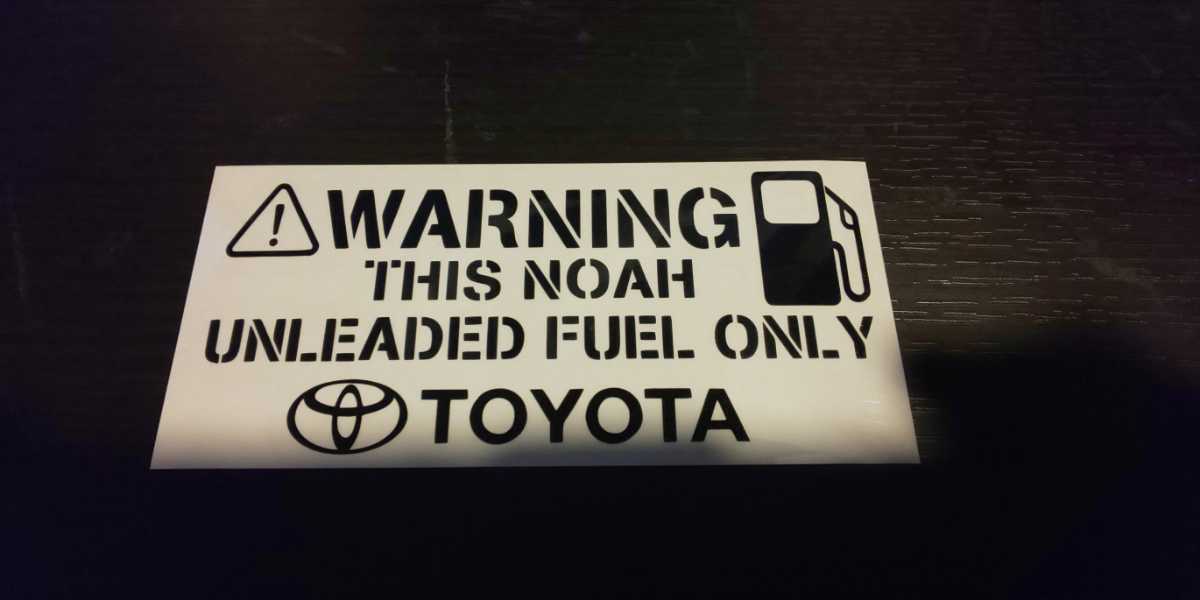 WARNING
THIS NOAH
UNLEADED FUEL ONLY
TOYOTA